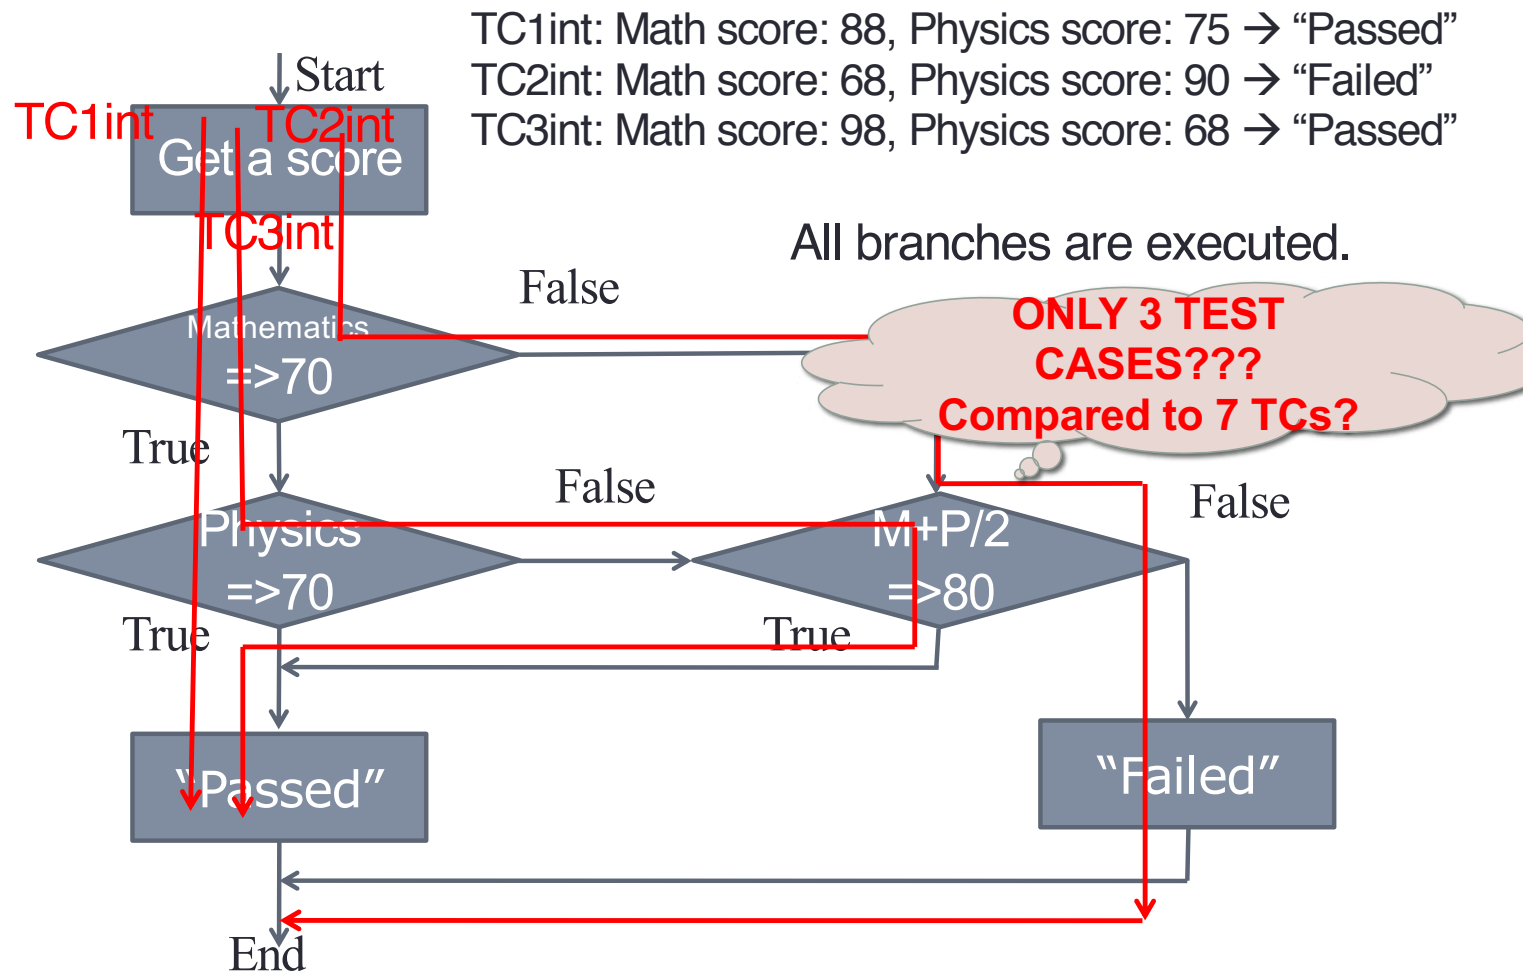 TC1int: Math score: 88, Physics score: 75 → “Passed”
TC2int: Math score: 68, Physics score: 90 → “Failed”
TC3int: Math score: 98, Physics score: 68 → “Passed”
Start
TC1int
TC2int
Get a score
TC3int
All branches are executed.
False
ONLY 3 TEST
CASES???
Compared to 7 TCs?
Mathematics
=>70
True
False
False
Physics
=>70
M+P/2
=>80
True
True
“Passed”
“Failed”
End